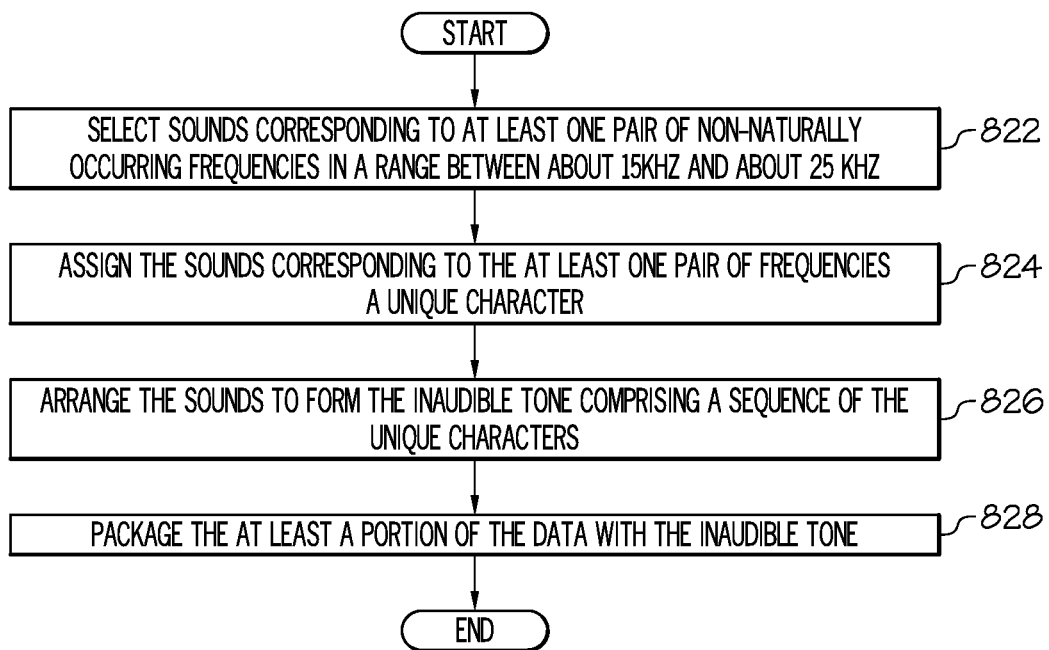 START
SELECT SOUNDS CORRESPONDING TO AT LEAST ONE PAIR OF NON-NATURALLY
OCCURRING FREQUENCIES IN A RANGE BETWEEN ABOUT 15KHZ AND ABOUT 25 KHZ
822
ASSIGN THE SOUNDS CORRESPONDING TO THE AT LEAST ONE PAIR OF FREQUENCIES
A UNIQUE CHARACTER
824
ARRANGE THE SOUNDS TO FORM THE INAUDIBLE TONE COMPRISING A SEQUENCE OF THE
UNIQUE CHARACTERS
826
PACKAGE THE AT LEAST A PORTION OF THE DATA WITH THE INAUDIBLE TONE
828
END